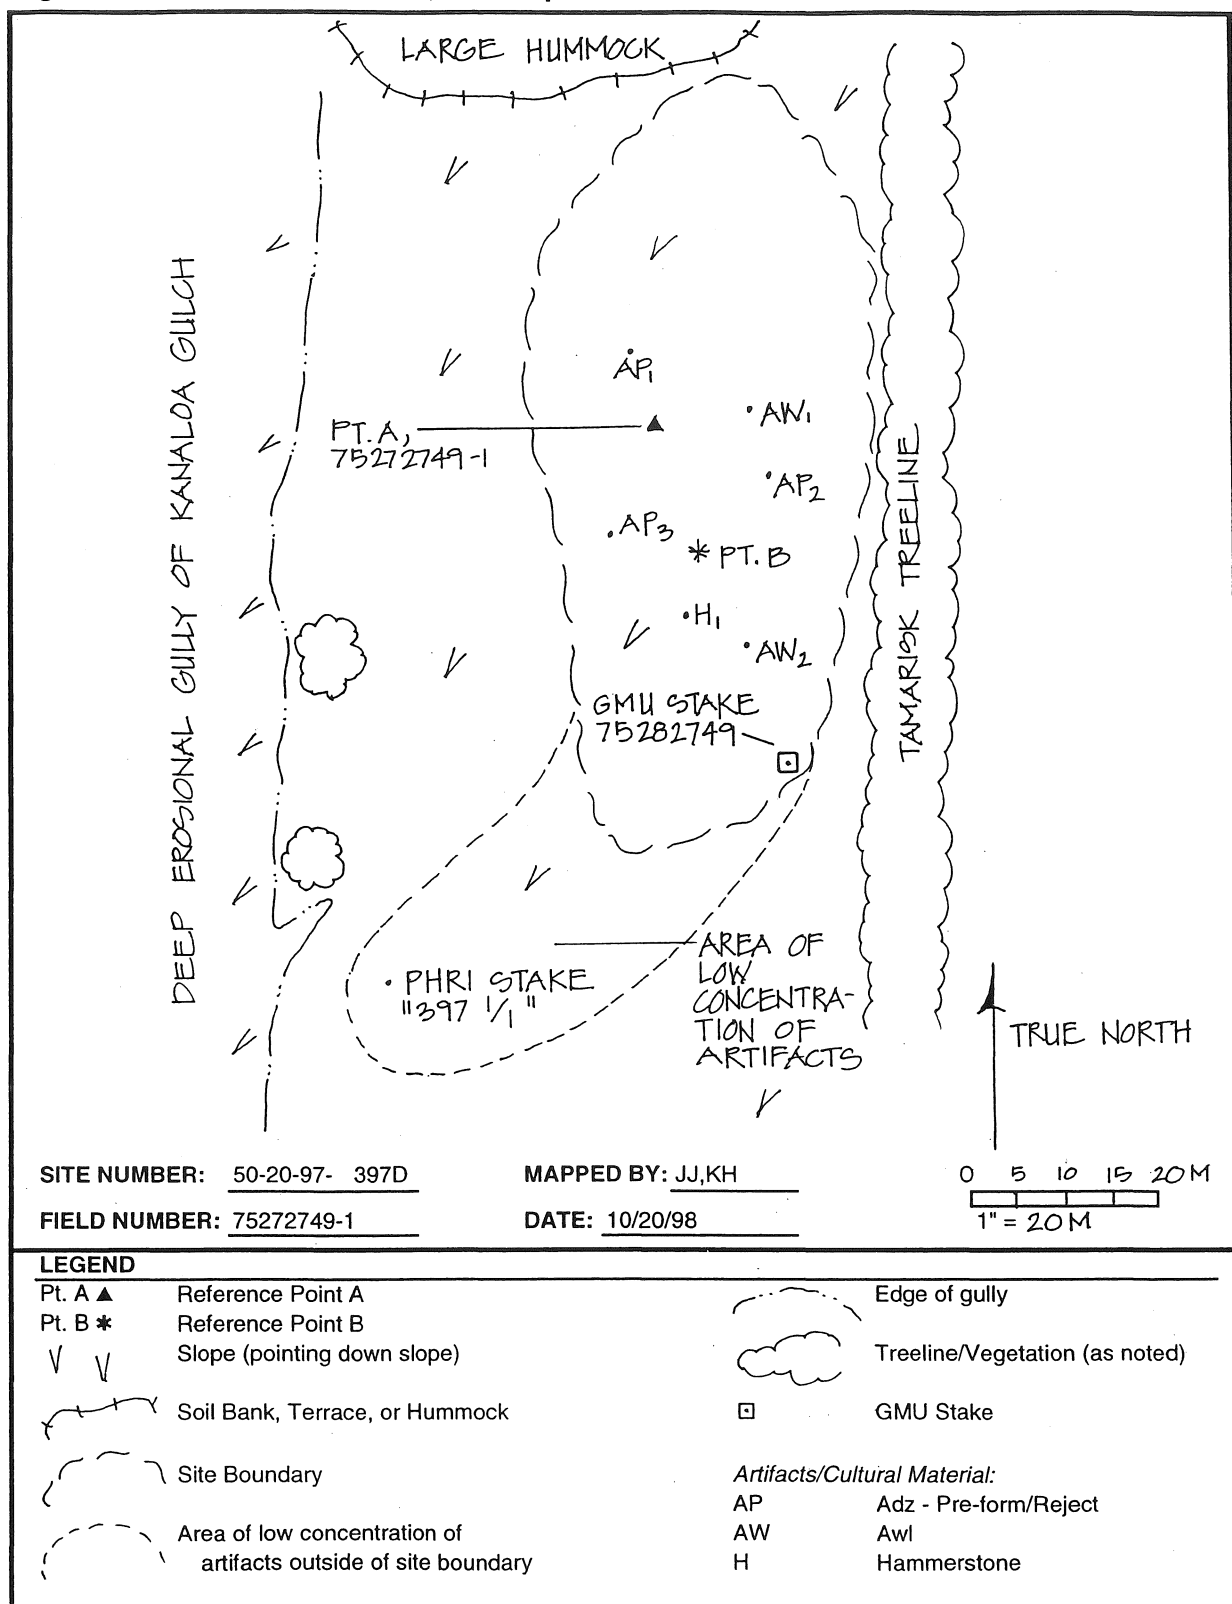 LARGE HUMMOCK
DEEP EROSIONAL GULLY OF KANALOA GULCH
AP1
PT. A,
75272749-1
AW1
AP2
AP3
PT. B
H1
AW2
GMU STAKE
75282749
TAMARISK TREELINE
PHRI STAKE
"397 1/1"
AREA OF
LOW
CONCENTRA-
TION OF
ARTIFACTS
TRUE NORTH
SITE NUMBER: 50-20-97- 397D
MAPPED BY: JJ,KH
0 5 10 15 20M
FIELD NUMBER: 75272749-1
DATE: 10/20/98
1" = 20M
LEGEND
Pt. A ▲ Reference Point A
Pt. B * Reference Point B
Slope (pointing down slope)
Soil Bank, Terrace, or Hummock
Site Boundary
Area of low concentration of
artifacts outside of site boundary
Edge of gully
Treeline/Vegetation (as noted)
GMU Stake
Artifacts/Cultural Material:
AP Adz - Pre-form/Reject
AW Awl
H Hammerstone